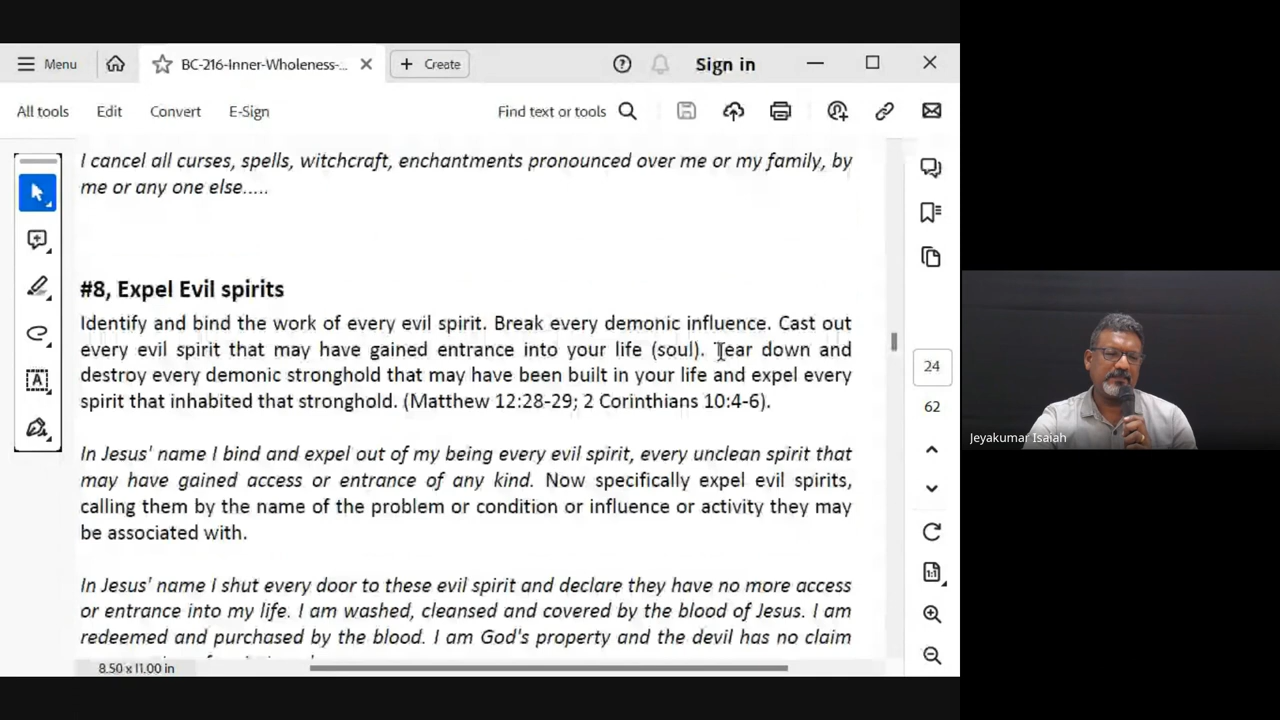 Menu
BC-216-Inner-Wholeness-...
Create
Sign in
All tools
Edit
Convert
E-Sign
Find text or tools
I cancel all curses, spells, witchcraft, enchantments pronounced over me or my family, by
me or any one else.....
#8, Expel Evil spirits
Identify and bind the work of every evil spirit. Break every demonic influence. Cast out
every evil spirit that may have gained entrance into your life (soul). Tear down and
destroy every demonic stronghold that may have been built in your life and expel every
spirit that inhabited that stronghold. (Matthew 12:28-29; 2 Corinthians 10:4-6).
In Jesus' name I bind and expel out of my being every evil spirit, every unclean spirit that
may have gained access or entrance of any kind. Now specifically expel evil spirits,
calling them by the name of the problem or condition or influence or activity they may
be associated with.
In Jesus' name I shut every door to these evil spirit and declare they have no more access
or entrance into my life. I am washed, cleansed and covered by the blood of Jesus. I am
redeemed and purchased by the blood. I am God's property and the devil has no claim
24
62
1:1
8.50 x 11.00 in
Jeyakumar Isaiah